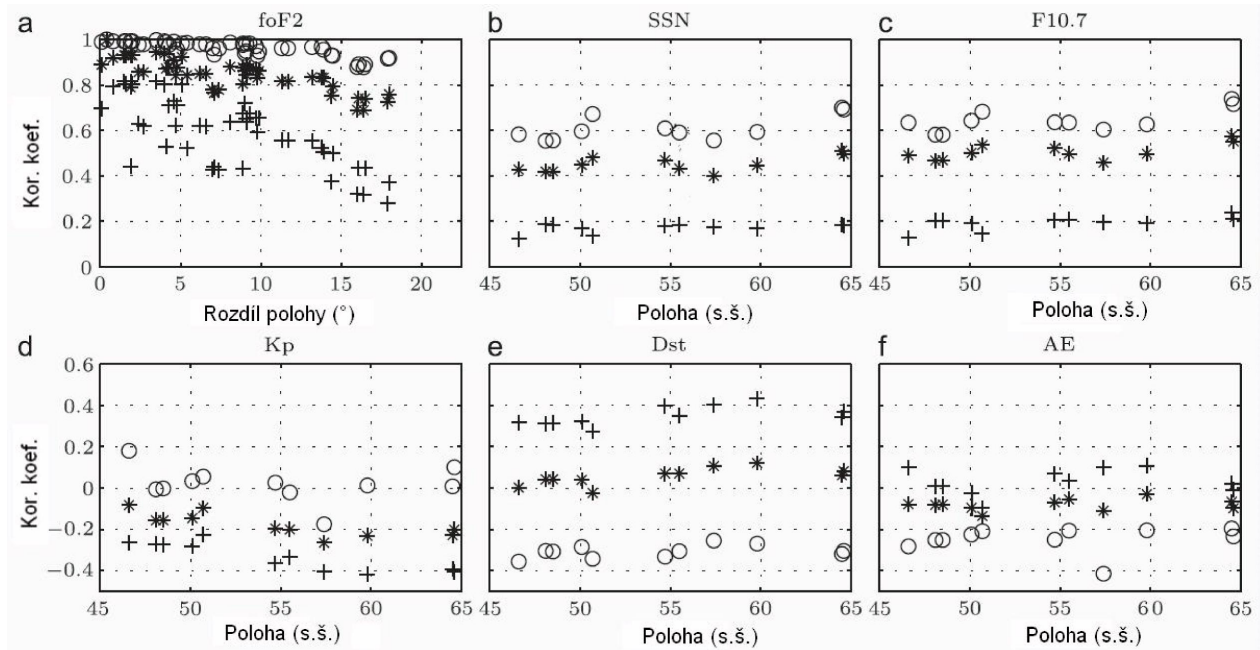 a foF2
b SSN
c F10.7
Kor. koef.
1
0.8
0.6
0.4
0.2
0
0 5 10 15 20
45 50 55 60 65
45 50 55 60 65
Rozdíl polohy (°)
Poloha (s.š.)
Poloha (s.š.)
d Kp
e Dst
f AE
Kor. koef.
0.6
0.4
0.2
0
−0.2
−0.4
45 50 55 60 65
45 50 55 60 65
45 50 55 60 65
Poloha (s.š.)
Poloha (s.š.)
Poloha (s.š.)